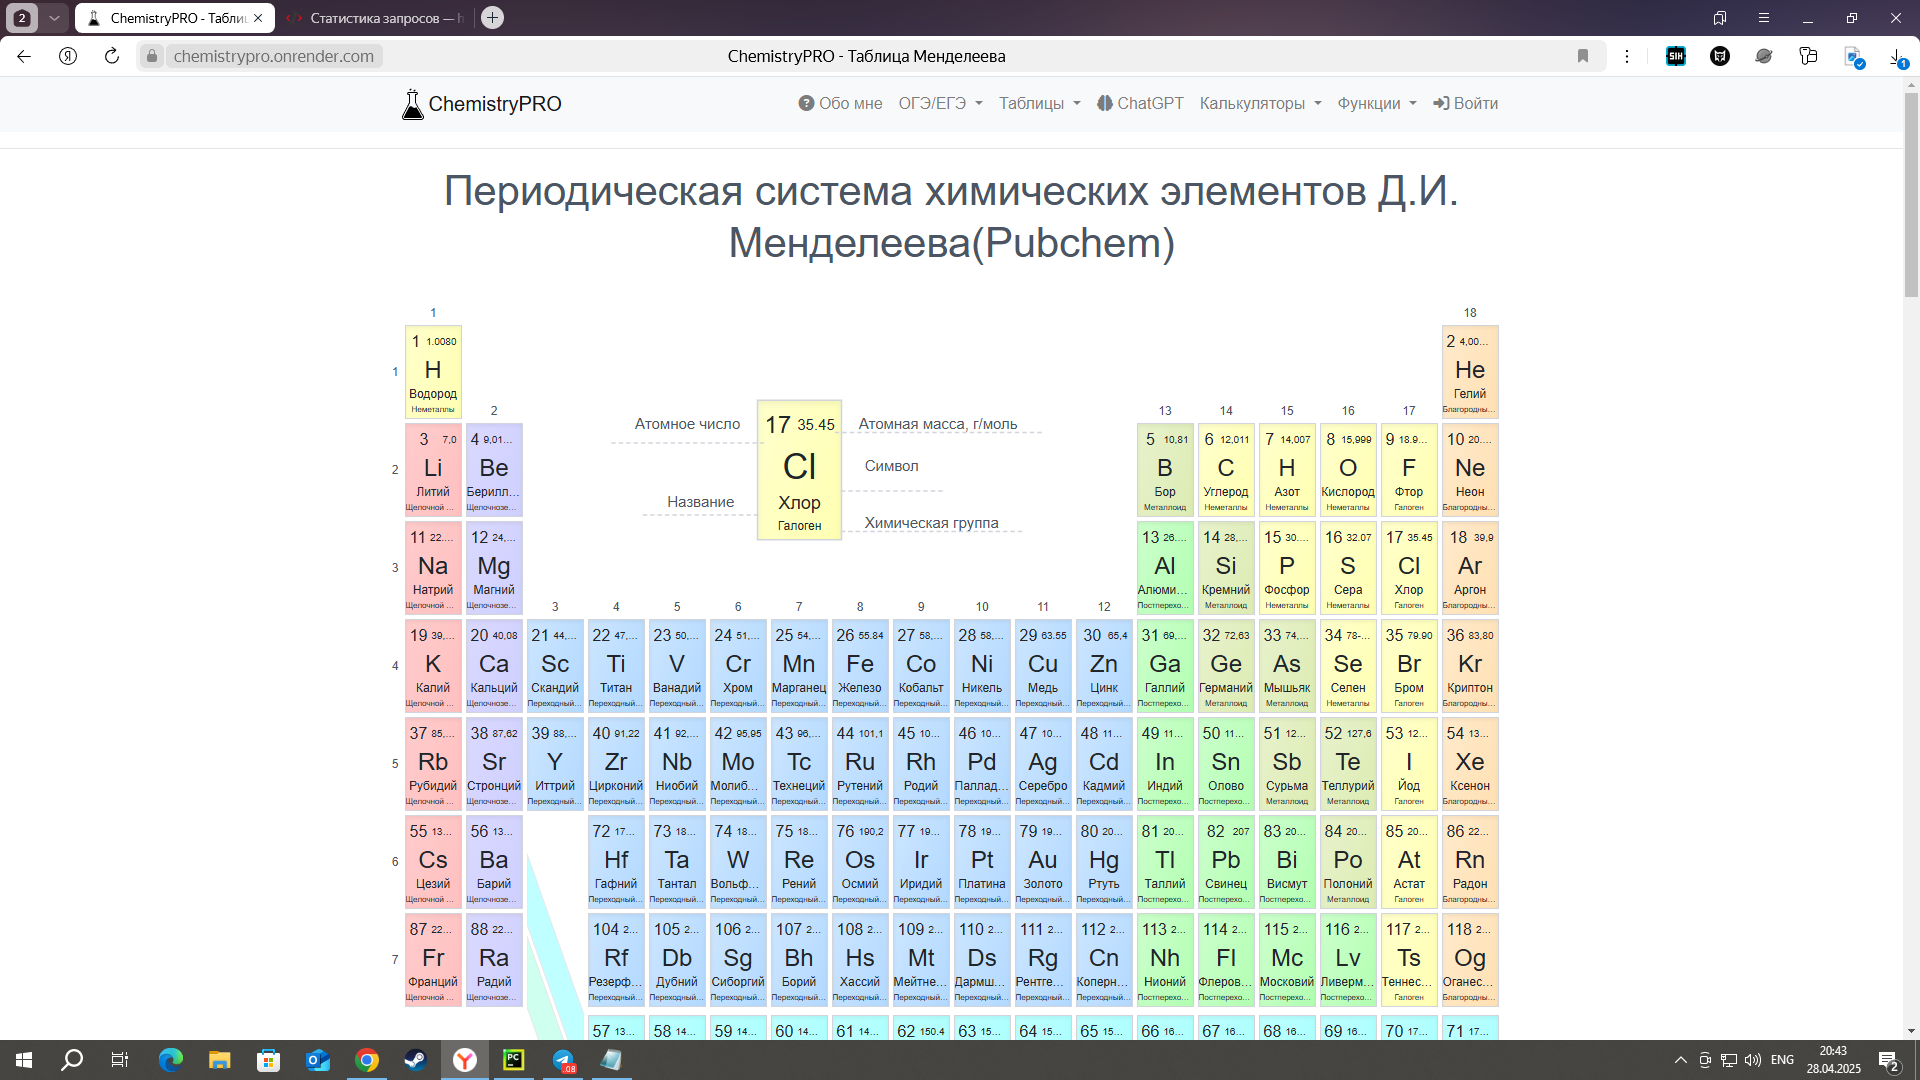 2
ChemistryPRO - Таблиц
Статистика запросов — h
chemistrypro.onrender.com
ChemistryPRO - Таблица Менделеева
SIH
1
ChemistryPRO
Обо мне ОГЭ/ЕГЭ Таблицы ChatGPT Калькуляторы Функции Войти
Периодическая система химических элементов Д.И.
Менделеева(Pubchem)
1 18
1 1.0080 2 4,00...
1 H He
Водород Гелий
Неметаллы Благородны...
2 13 14 15 16 17
Атомное число 17 35.45 Атомная масса, г/моль
Cl Символ
Название Хлор
Галоген Химическая группа
3 7,0 4 9,01... 5 10,81 6 12,011 7 14,007 8 15,999 9 18.9... 10 20....
2 Li Be B C H O F Ne
Литий Берилл... Бор Углерод Азот Кислород Фтор Неон
Щелочной ... Щелочнозе... Металлоид Неметаллы Неметаллы Неметаллы Галоген Благородны...
11 22.... 12 24,... 13 26.... 14 28,... 15 30.... 16 32.07 17 35.45 18 39,9
3 Na Mg Al Si P S Cl Ar
Натрий Магний Алюми... Кремний Фосфор Сера Хлор Аргон
Щелочной ... Щелочнозе... Постперехо... Металлоид Неметаллы Неметаллы Галоген Благородны...
3 4 5 6 7 8 9 10 11 12
19 39,... 20 40,08 21 44,... 22 47,... 23 50,... 24 51,... 25 54,... 26 55.84 27 58,... 28 58,... 29 63.55 30 65,4 31 69,... 32 72,63 33 74,... 34 78-... 35 79.90 36 83,80
4 K Ca Sc Ti V Cr Mn Fe Co Ni Cu Zn Ga Ge As Se Br Kr
Калий Кальций Скандий Титан Ванадий Хром Марганец Железо Кобальт Никель Медь Цинк Галлий Германий Мышьяк Селен Бром Криптон
Щелочной ... Щелочнозе... Переходный... Переходный... Переходный... Переходный... Переходный... Переходный... Переходный... Переходный... Переходный... Переходный... Постперехо... Металлоид Металлоид Неметаллы Галоген Благородны...
37 85,... 38 87,62 39 88,... 40 91,22 41 92,... 42 95,95 43 96,... 44 101,1 45 10... 46 10... 47 10... 48 11... 49 11... 50 11... 51 12... 52 127,6 53 12... 54 13...
5 Rb Sr Y Zr Nb Mo Tc Ru Rh Pd Ag Cd In Sn Sb Te I Xe
Рубидий Стронций Иттрий Цирконий Ниобий Молиб... Технеций Рутений Родий Паллад... Серебро Кадмий Индий Олово Сурьма Теллурий Йод Ксенон
Щелочной ... Щелочнозе... Переходный... Переходный... Переходный... Переходный... Переходный... Переходный... Переходный... Переходный... Переходный... Переходный... Постперехо... Постперехо... Металлоид Металлоид Галоген Благородны...
55 13... 56 13... 72 17... 73 18... 74 18... 75 18... 76 190,2 77 19... 78 19... 79 19... 80 20... 81 20... 82 207 83 20... 84 20... 85 20... 86 22...
6 Cs Ba Hf Ta W Re Os Ir Pt Au Hg Tl Pb Bi Po At Rn
Цезий Барий Гафний Тантал Вольф... Рений Осмий Иридий Платина Золото Ртуть Таллий Свинец Висмут Полоний Астат Радон
Щелочной ... Щелочнозе... Переходный... Переходный... Переходный... Переходный... Переходный... Переходный... Переходный... Переходный... Переходный... Постперехо... Постперехо... Постперехо... Металлоид Галоген Благородны...
87 22... 88 22... 104 2... 105 2... 106 2... 107 2... 108 2... 109 2... 110 2... 111 2... 112 2... 113 2... 114 2... 115 2... 116 2... 117 2... 118 2...
7 Fr Ra Rf Db Sg Bh Hs Mt Ds Rg Cn Nh Fl Mc Lv Ts Og
Франций Радий Резерф... Дубний Сиборгий Борий Хассий Мейтне... Дармш... Рентге... Коперн... Нионий Флеров... Московий Ливерм... Теннес... Оганес...
Щелочной ... Щелочнозе... Переходный... Переходный... Переходный... Переходный... Переходный... Переходный... Переходный... Переходный... Переходный... Постперехо... Постперехо... Постперехо... Постперехо... Галоген Благородны...
57 13... 58 14... 59 14... 60 14... 61 14... 62 150.4 63 15... 64 15... 65 15... 66 16... 67 16... 68 16... 69 16... 70 17... 71 17...
PC
.08
ENG
20:43
28.04.2025
2